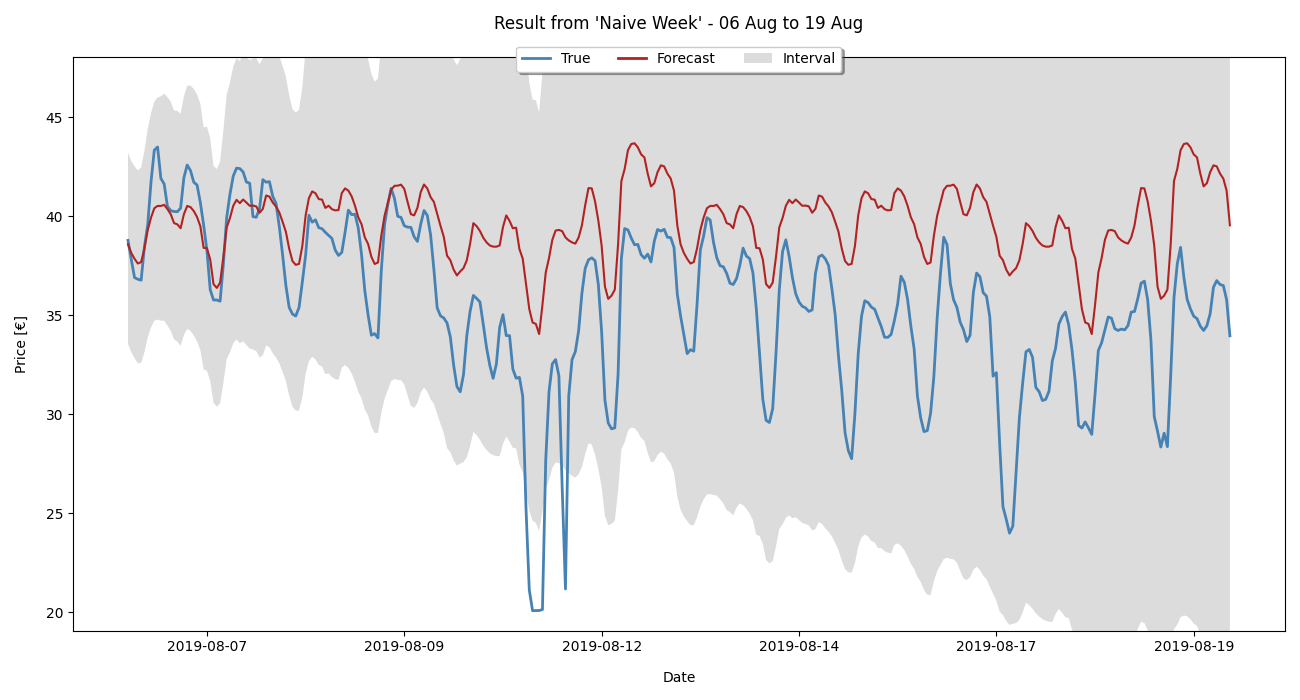 Result from 'Naive Week' - 06 Aug to 19 Aug
True Forecast Interval
45
40
35
30
25
20
Price [€]
2019-08-07 2019-08-09 2019-08-12 2019-08-14 2019-08-17 2019-08-19
Date